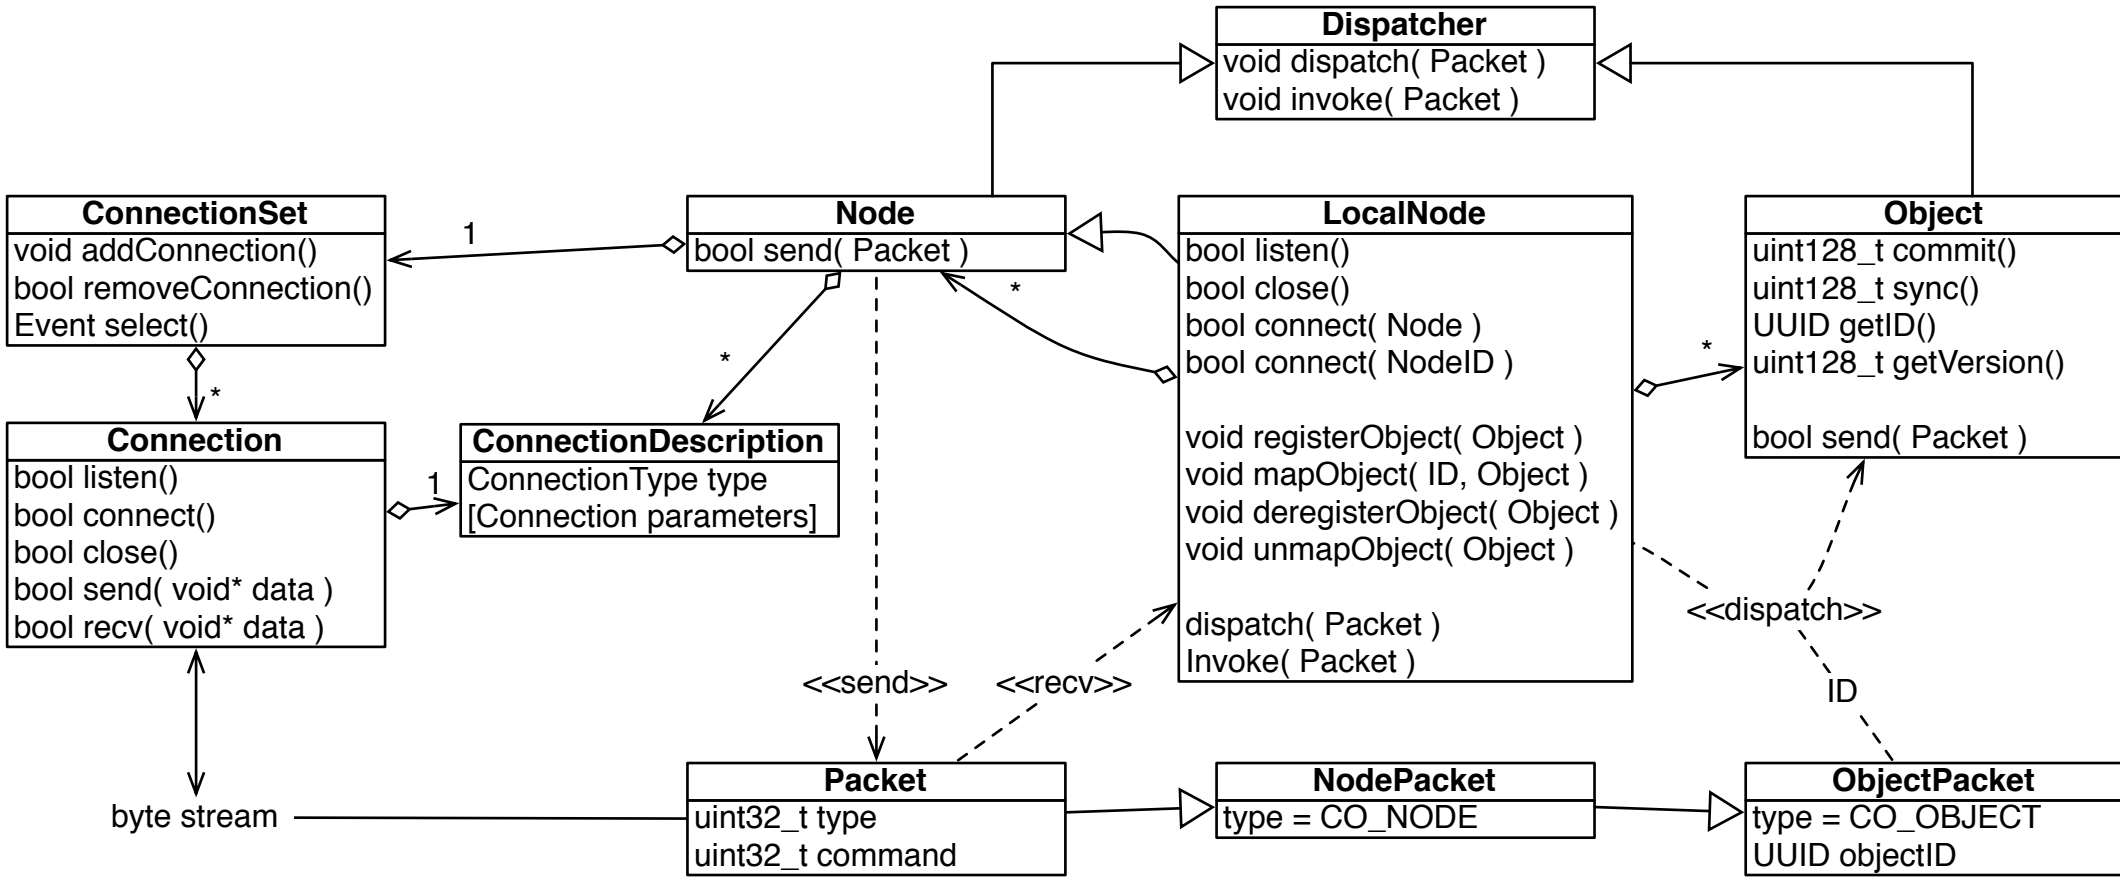 Dispatcher
void dispatch( Packet )
void invoke( Packet )
ConnectionSet
void addConnection()
bool removeConnection()
Event select()
1
Node
bool send( Packet )
LocalNode
bool listen()
bool close()
bool connect( Node )
bool connect( NodeID )
void registerObject( Object )
void mapObject( ID, Object )
void deregisterObject( Object )
void unmapObject( Object )
dispatch( Packet )
Invoke( Packet )
Object
uint128_t commit()
uint128_t sync()
UUID getID()
uint128_t getVersion()
bool send( Packet )
*
*
*
*
Connection
bool listen()
bool connect()
bool close()
bool send( void* data )
bool recv( void* data )
1
ConnectionDescription
ConnectionType type
[Connection parameters]
<<send>>
<<recv>>
<<dispatch>>
ID
byte stream
Packet
uint32_t type
uint32_t command
NodePacket
type = CO_NODE
ObjectPacket
type = CO_OBJECT
UUID objectID